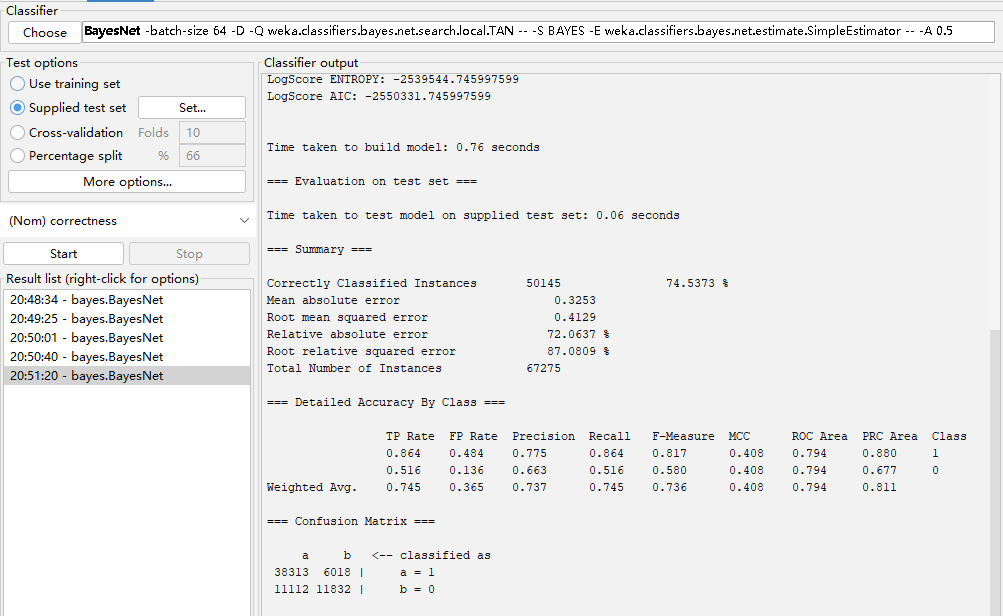 Classifier
Choose BayesNet -batch-size 64 -D -Q weka.classifiers.bayes.net.search.local.TAN -- -S BAYES -E weka.classifiers.bayes.net.estimate.SimpleEstimator -- -A 0.5
Test options
Use training set
Supplied test set Set...
Cross-validation Folds 10
Percentage split % 66
More options...
(Nom) correctness
Start Stop
Result list (right-click for options)
20:48:34 - bayes.BayesNet
20:49:25 - bayes.BayesNet
20:50:01 - bayes.BayesNet
20:50:40 - bayes.BayesNet
20:51:20 - bayes.BayesNet
Classifier output
LogScore ENTROPY: -2539544.745997599
LogScore AIC: -2550331.745997599
Time taken to build model: 0.76 seconds
=== Evaluation on test set ===
Time taken to test model on supplied test set: 0.06 seconds
=== Summary ===
Correctly Classified Instances 50145 74.5373 %
Mean absolute error 0.3253
Root mean squared error 0.4129
Relative absolute error 72.0637 %
Root relative squared error 87.0809 %
Total Number of Instances 67275
=== Detailed Accuracy By Class ===
TP Rate FP Rate Precision Recall F-Measure MCC ROC Area PRC Area Class
0.864 0.484 0.775 0.864 0.817 0.408 0.794 0.880 1
0.516 0.136 0.663 0.516 0.580 0.408 0.794 0.677 0
Weighted Avg. 0.745 0.365 0.737 0.745 0.736 0.408 0.794 0.811
=== Confusion Matrix ===
a b <-- classified as
38313 6018 | a = 1
11112 11832 | b = 0